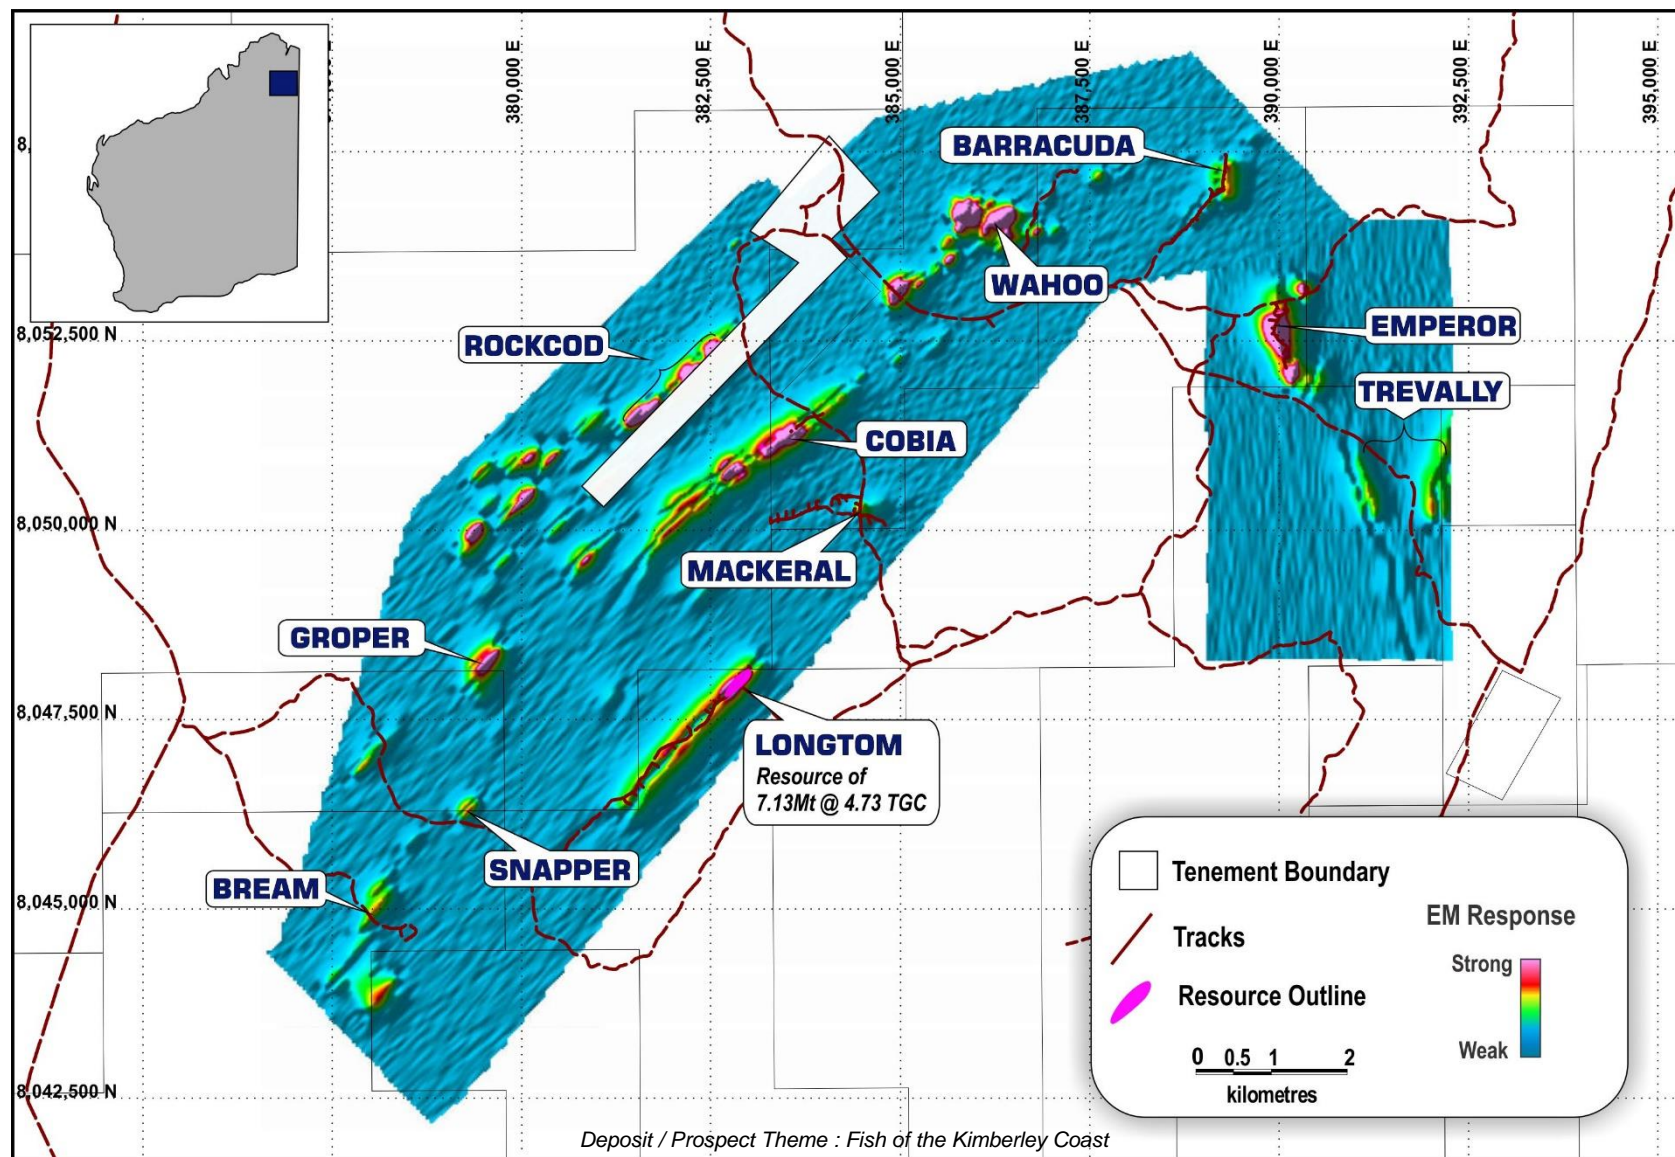 380,000 E
382,500 E
385,000 E
387,500 E
390,000 E
392,500 E
395,000 E
BARRACUDA
WAHOO
8,052,500 N
ROCKCOD
EMPEROR
TREVALLY
COBIA
8,050,000 N
MACKERAL
GROPER
8,047,500 N
LONGTOM
Resource of
7.13Mt @ 4.73 TGC
SNAPPER
BREAM
8,045,000 N
8,042,500 N
Tenement Boundary
Tracks
Resource Outline
EM Response
Strong
Weak
0 0.5 1 2
kilometres
Deposit / Prospect Theme : Fish of the Kimberley Coast